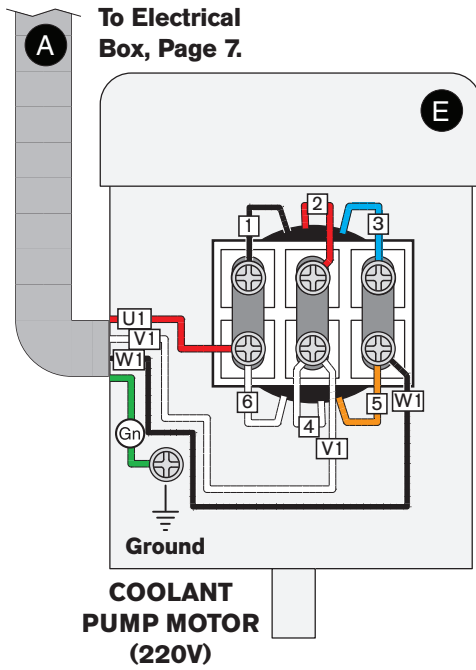 To Electrical
Box, Page 7.
A
E
1
2
3
U1
V1
W1
6
4
5
W1
V1
Gn
Ground
COOLANT
PUMP MOTOR
(220V)